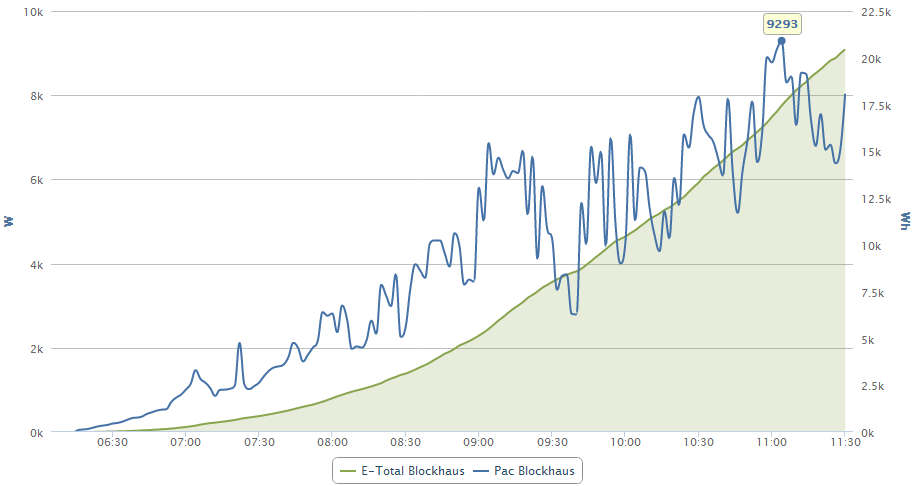 10k
8k
6k
4k
2k
0k
W
22.5k
20k
17.5k
15k
12.5k
10k
7.5k
5k
2.5k
0k
Wh
9293
06:30 07:00 07:30 08:00 08:30 09:00 09:30 10:00 10:30 11:00 11:30
E-Total Blockhaus Pac Blockhaus